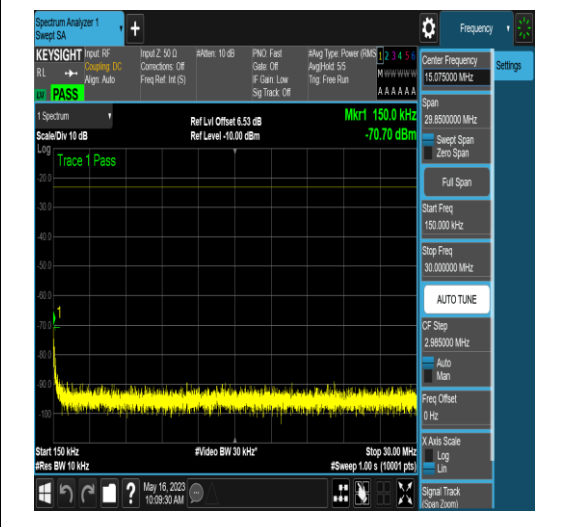 Spectrum Analyzer 1
Swept SA
Frequency
KEYSIGHT
RL
Input: RF
Coupling: DC
Align: Auto
Input Z: 50 Ω
Corrections: Off
Freq Ref: Int (S)
#Atten: 10 dB
PNO: Fast
Gate: Off
IF Gain: Low
Sig Track: Off
#Avg Type: Power (RMS
Avg|Hold: 5/5
Trig: Free Run
1 2 3 4 5 6
M W W W W W
A A A A A A
PASS
1 Spectrum
Scale/Div 10 dB
Ref Lvl Offset 6.53 dB
Ref Level -10.00 dBm
Mkr1 150.0 kHz
-70.70 dBm
Log
Trace 1 Pass
-20.0
-30.0
-40.0
-50.0
-60.0
-70.0
-80.0
-90.0
-100
1
Start 150 kHz
#Res BW 10 kHz
#Video BW 30 kHz*
Stop 30.00 MHz
#Sweep 1.00 s (10001 pts)
May 16, 2023
10:09:30 AM
?
Center Frequency
15.075000 MHz
Settings
Span
29.8500000 MHz
Swept Span
Zero Span
Full Span
Start Freq
150.000 kHz
Stop Freq
30.000000 MHz
AUTO TUNE
CF Step
2.985000 MHz
Auto
Man
Freq Offset
0 Hz
X Axis Scale
Log
Lin
Signal Track
(Span Zoom)